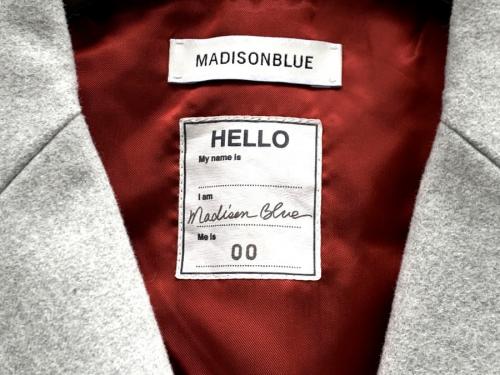 MADISONBLUE
HELLO
My name is
I am
Madison Blue
Me is
00